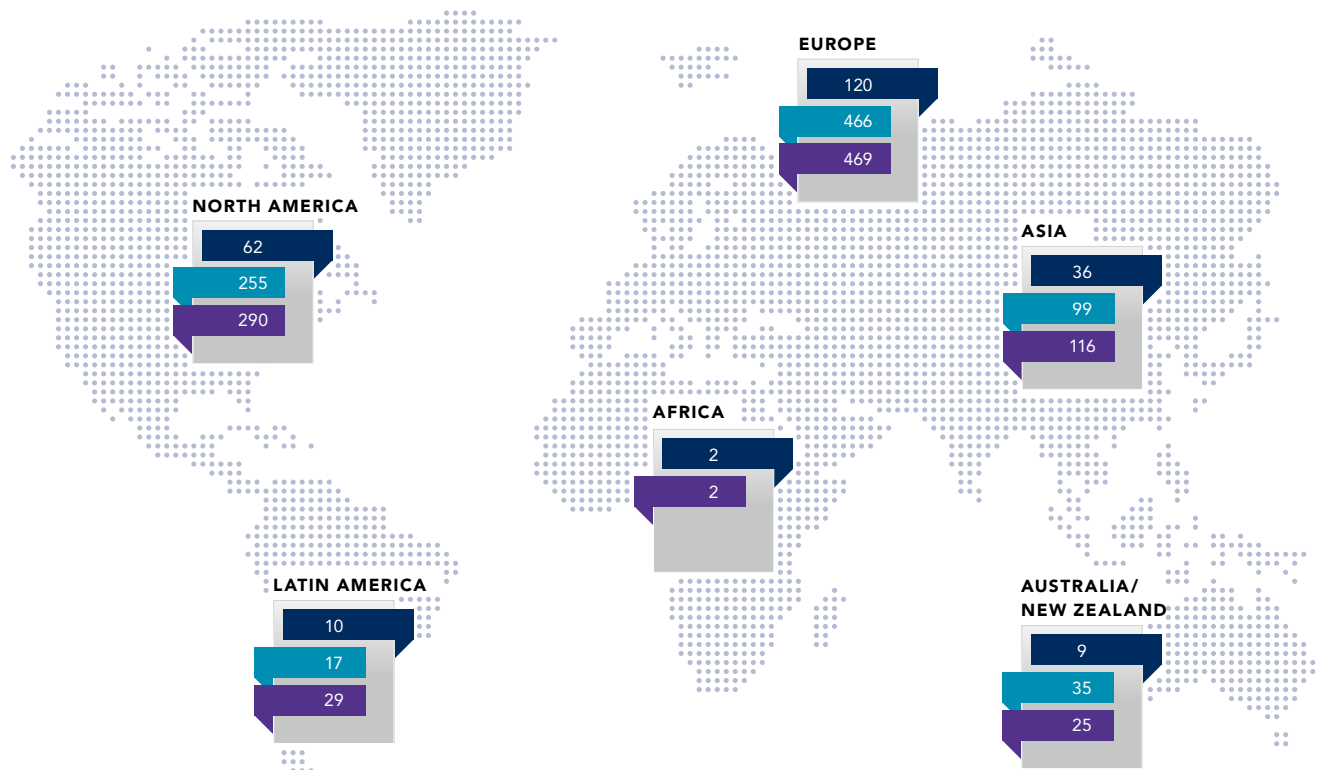 EUROPE
120
466
469
NORTH AMERICA
62
255
290
ASIA
36
99
116
AFRICA
2
2
LATIN AMERICA
10
17
29
AUSTRALIA/
NEW ZEALAND
9
35
25